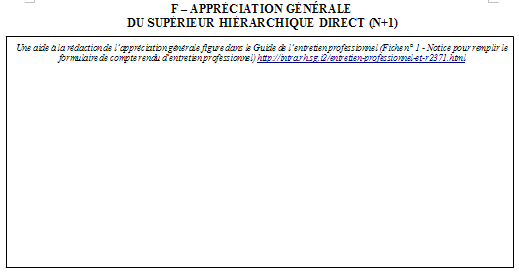 F – APPRÉCIATION GÉNÉRALE
DU SUPÉRIEUR HIÉRARCHIQUE DIRECT (N+1)
Une aide à la rédaction de l'appréciation générale figure dans le Guide de l'entretien professionnel (Fiche n° 1 - Notice pour remplir le
formulaire de compte rendu d'entretien professionnel) http://intrarh.sg.i2/entretien-professionnel-et-r2371.html